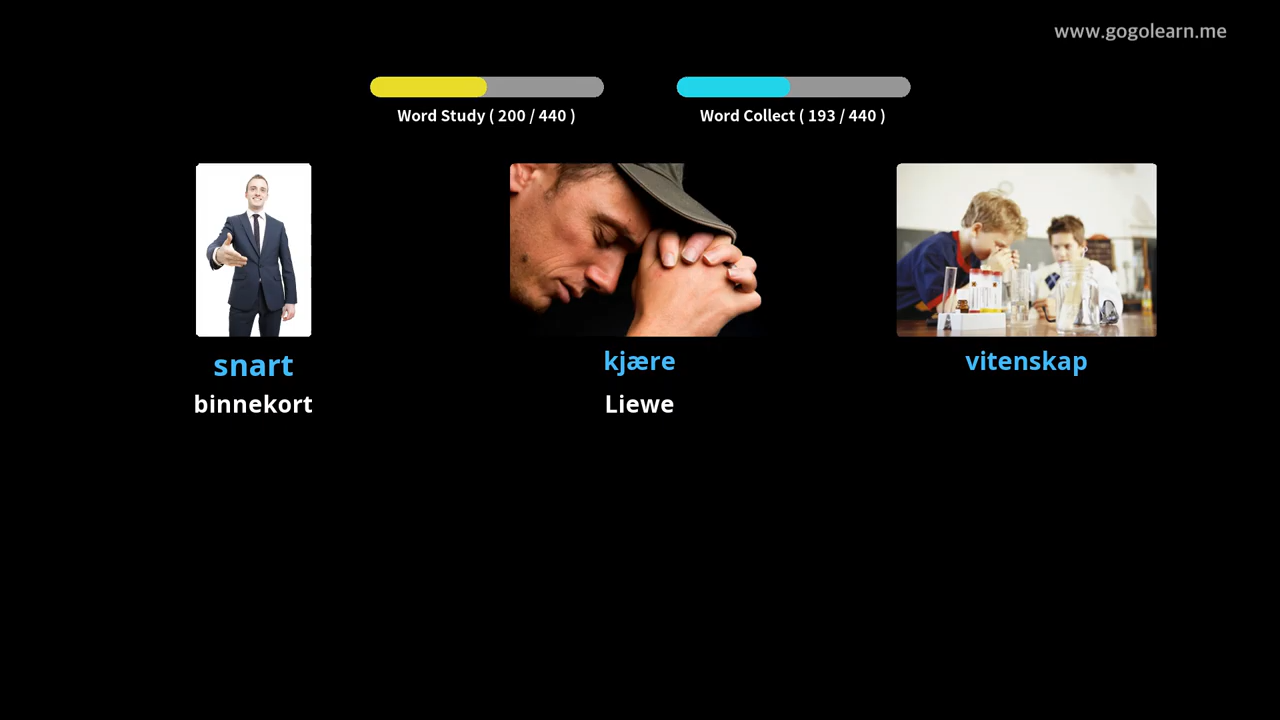 www.gogolearn.me
Word Study ( 200 / 440 )
Word Collect ( 193 / 440 )
snart
kjære
vitenskap
binnekort
Liewe